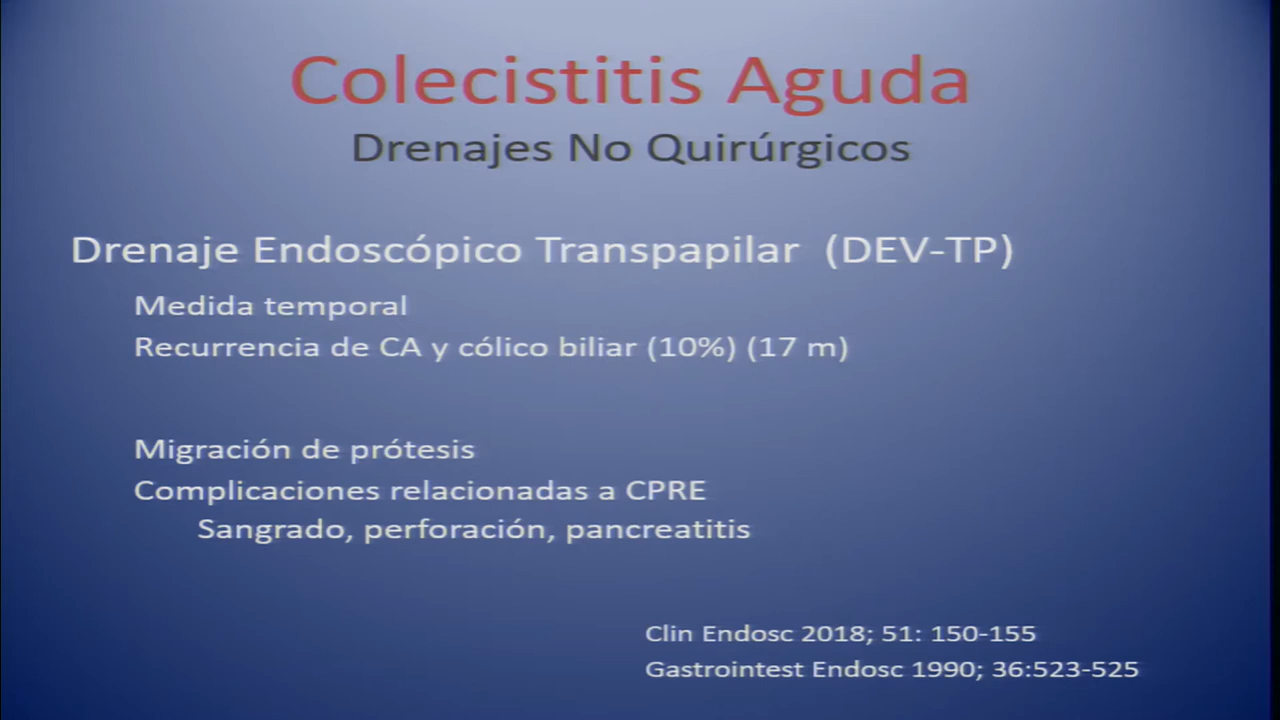 Colecistitis Aguda
Drenajes No Quirúrgicos
Drenaje Endoscópico Transpapilar (DEV-TP)
Medida temporal
Recurrencia de CA y cólico biliar (10%) (17 m)
Migración de prótesis
Complicaciones relacionadas a CPRE
Sangrado, perforación, pancreatitis
Clin Endosc 2018; 51: 150-155
Gastrointest Endosc 1990; 36:523-525